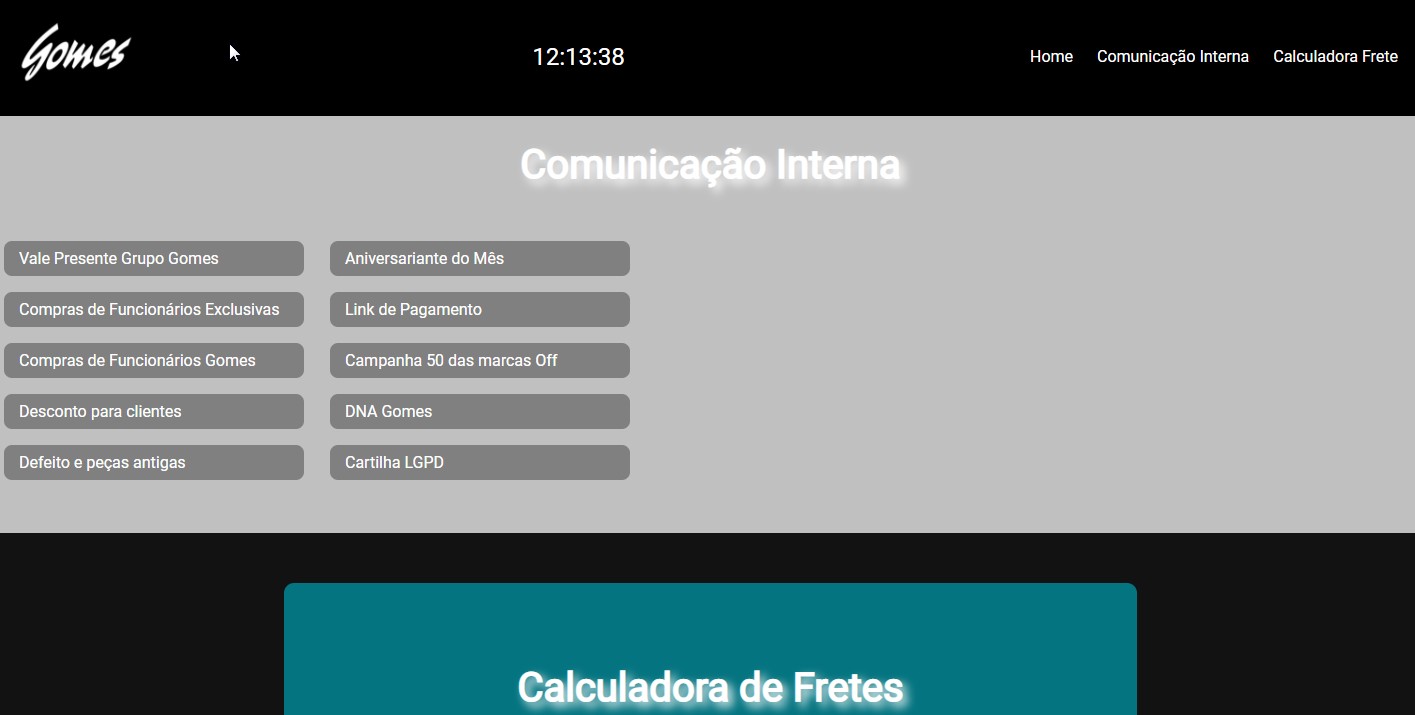 Gomes
12:13:38
Home Comunicação Interna Calculadora Frete
Comunicação Interna
Vale Presente Grupo Gomes
Compras de Funcionários Exclusivas
Compras de Funcionários Gomes
Desconto para clientes
Defeito e peças antigas
Aniversariante do Mês
Link de Pagamento
Campanha 50 das marcas Off
DNA Gomes
Cartilha LGPD
Calculadora de Fretes